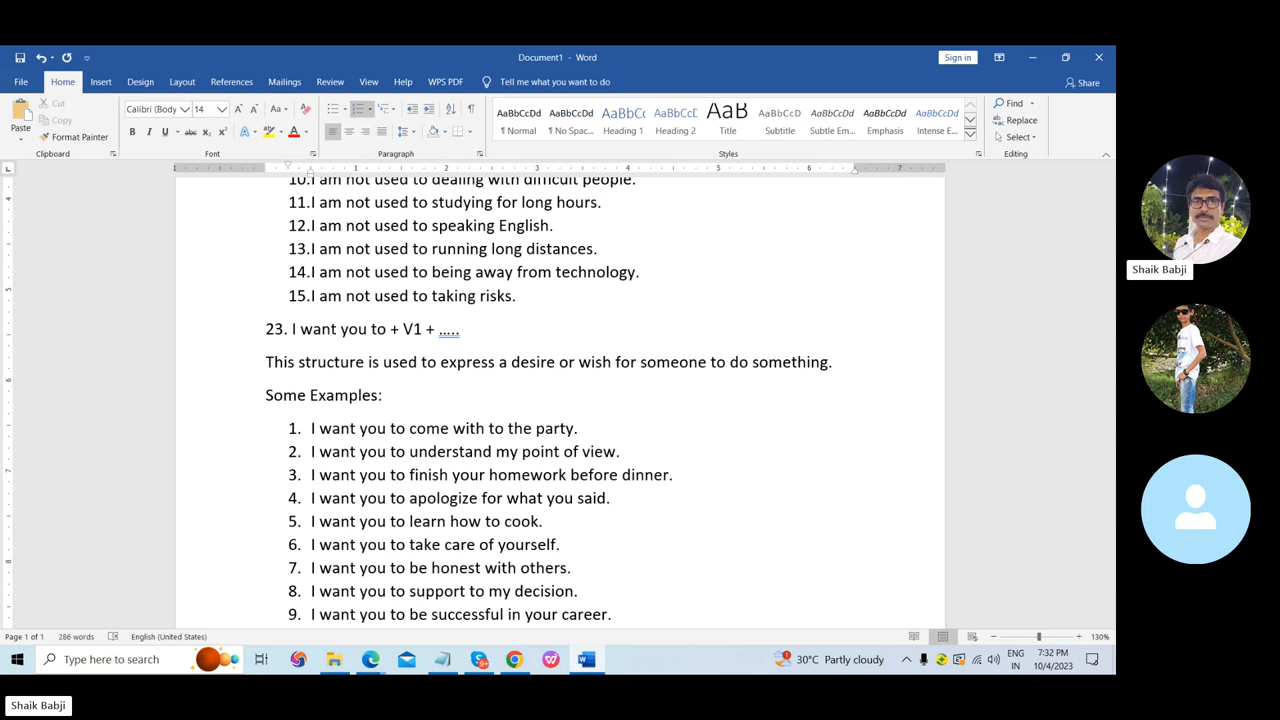 Document1 - Word
Sign in
File Home Insert Design Layout References Mailings Review View Help WPS PDF Tell me what you want to do Share
Paste
Cut
Copy
Format Painter
Clipboard
Calibri (Body 14
Font
Paragraph
AaBbCcDd AaBbCcDd AaBbC( AaBbCcC AaB AaBbCcD AaBbCcDd AaBbCcDd AaBbCcDd
¶ Normal ¶ No Spac... Heading 1 Heading 2 Title Subtitle Subtle Em... Emphasis Intense E...
Styles
Find
Replace
Select
Editing
10.I am not used to dealing with difficult people.
11.I am not used to studying for long hours.
12.I am not used to speaking English.
13.I am not used to running long distances.
14.I am not used to being away from technology.
15.I am not used to taking risks.
23. I want you to + V1 + .....
This structure is used to express a desire or wish for someone to do something.
Some Examples:
1. I want you to come with to the party.
2. I want you to understand my point of view.
3. I want you to finish your homework before dinner.
4. I want you to apologize for what you said.
5. I want you to learn how to cook.
6. I want you to take care of yourself.
7. I want you to be honest with others.
8. I want you to support to my decision.
9. I want you to be successful in your career.
Page 1 of 1 286 words English (United States) 130%
Type here to search
30°C Partly cloudy
ENG
IN
7:32 PM
10/4/2023
Shaik Babji
Shaik Babji